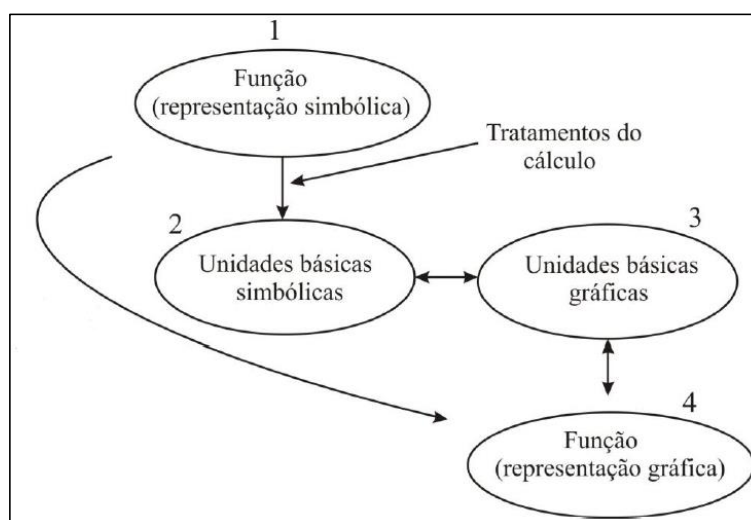 1
Função
(representação simbólica)
Tratamentos do
cálculo
2
Unidades básicas
simbólicas
3
Unidades básicas
gráficas
4
Função
(representação gráfica)